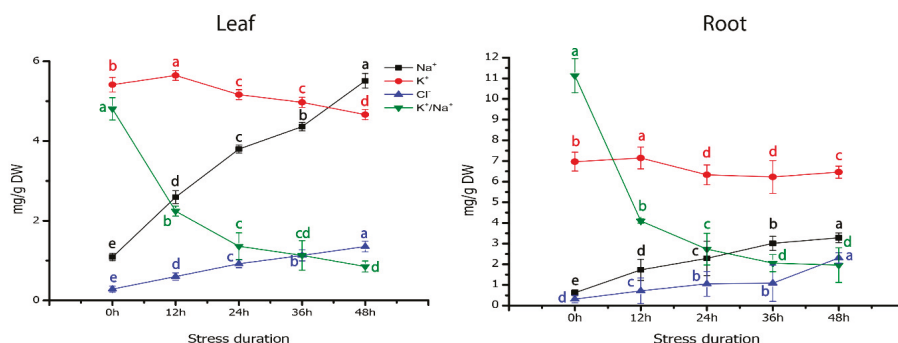 Leaf
Root
mg/g DW
6
4
2
0
0h 12h 24h 36h 48h
Stress duration
b a c c d
a b c cd d
e d c b a
e d c b a
Na⁺
K⁺
Cl⁻
K⁺/Na⁺
mg/g DW
12
11
10
9
8
7
6
5
4
3
2
1
0
0h 12h 24h 36h 48h
Stress duration
a b c d d
b a d d c
e d c b a
d c b b a